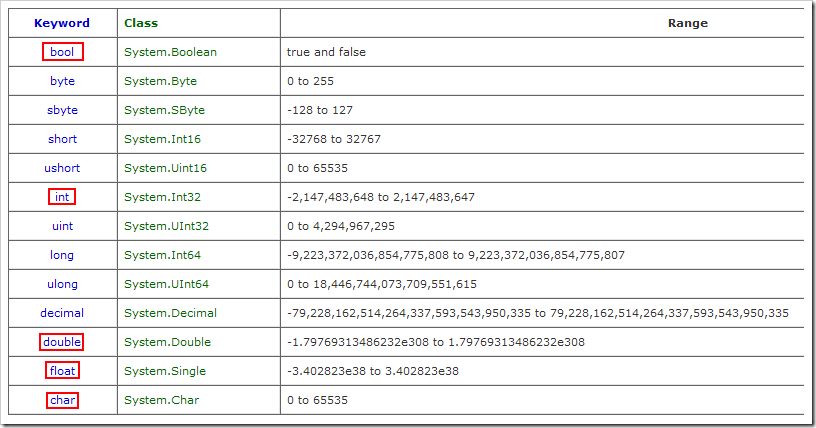 Keyword Class Range
bool System.Boolean true and false
byte System.Byte 0 to 255
sbyte System.SByte -128 to 127
short System.Int16 -32768 to 32767
ushort System.Uint16 0 to 65535
int System.Int32 -2,147,483,648 to 2,147,483,647
uint System.UInt32 0 to 4,294,967,295
long System.Int64 -9,223,372,036,854,775,808 to 9,223,372,036,854,775,807
ulong System.UInt64 0 to 18,446,744,073,709,551,615
decimal System.Decimal -79,228,162,514,264,337,593,543,950,335 to 79,228,162,514,264,337,593,543,950,335
double System.Double -1.79769313486232e308 to 1.79769313486232e308
float System.Single -3.402823e38 to 3.402823e38
char System.Char 0 to 65535